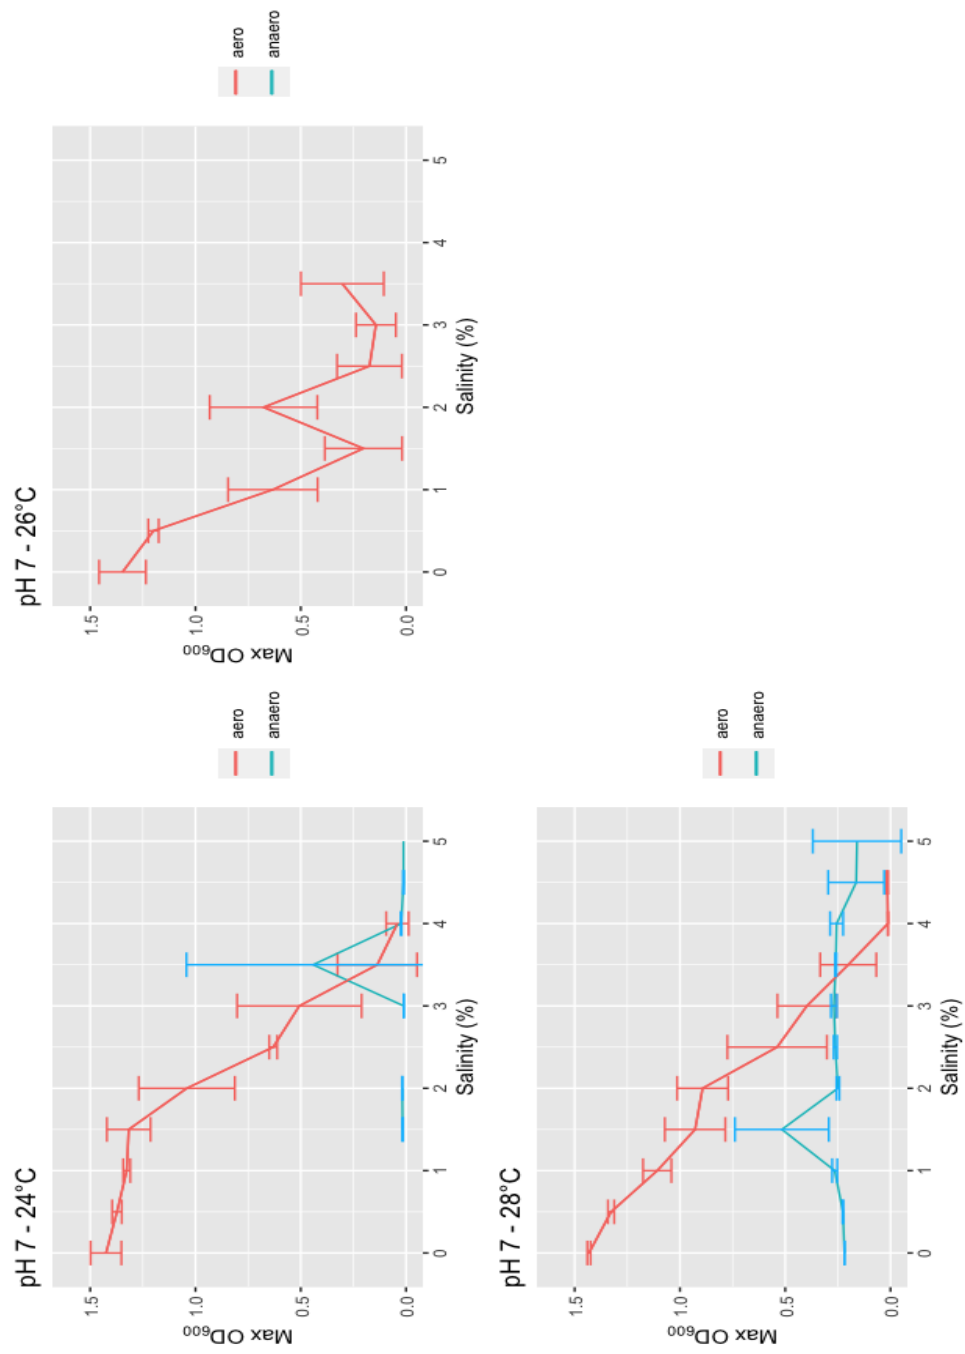 pH 7 - 24°C
1.5
1.0
0.5
0.0
Max OD₆₀₀
0
1
2
3
4
5
Salinity (%)
aero
anaero
pH 7 - 26°C
1.5
1.0
0.5
0.0
Max OD₆₀₀
0
1
2
3
4
5
Salinity (%)
aero
anaero
pH 7 - 28°C
1.5
1.0
0.5
0.0
Max OD₆₀₀
0
1
2
3
4
5
Salinity (%)
aero
anaero